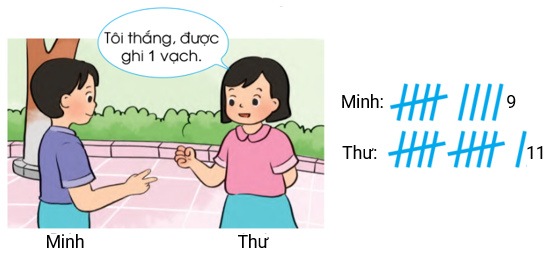 Tôi thắng, được
ghi 1 vạch.
Minh: 9
Thư: 11
Minh
Thư